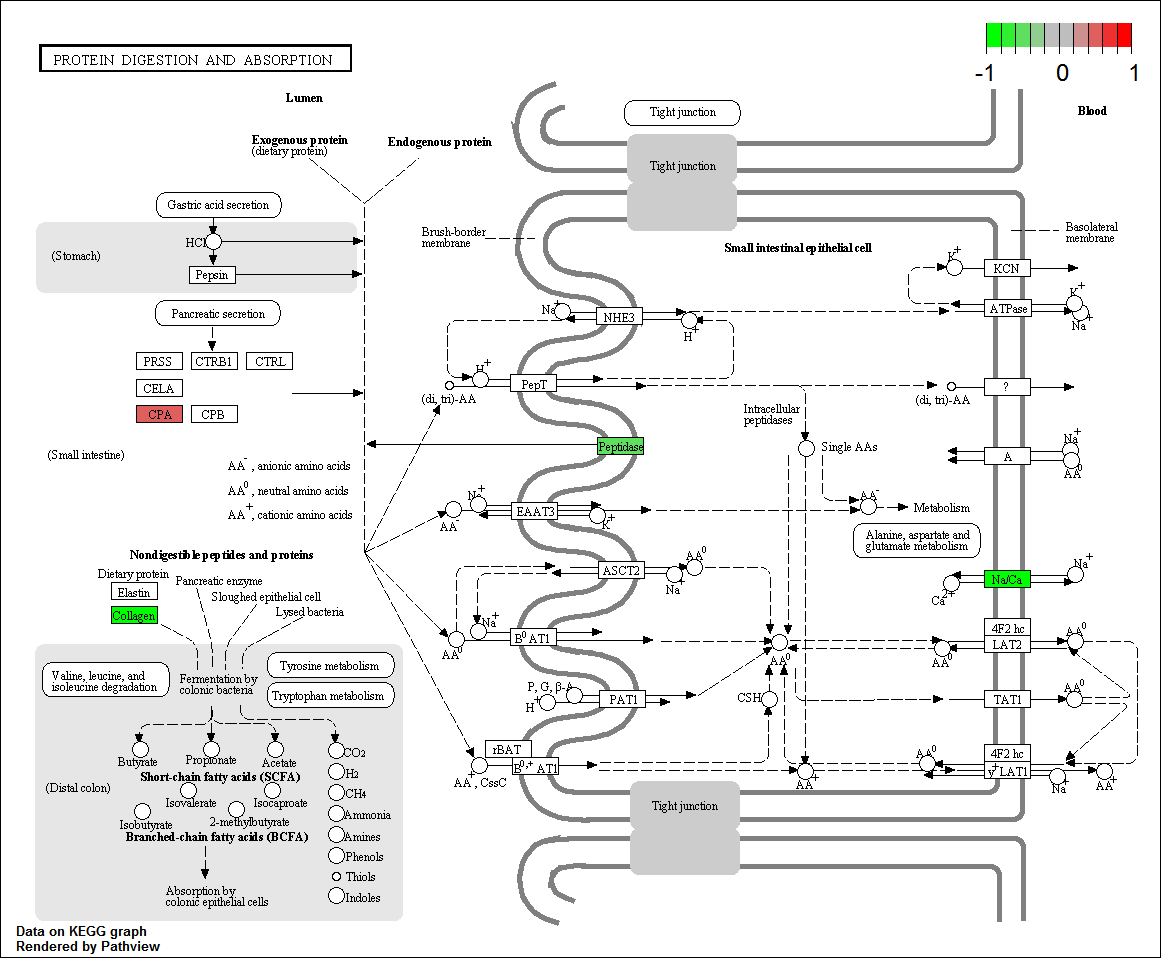 PROTEIN DIGESTION AND ABSORPTION
-1 0 1
Lumen
Blood
Tight junction
Tight junction
Exogenous protein
(dietary protein)
Endogenous protein
Gastric acid secretion
Brush-border
membrane
Small intestinal epithelial cell
Basolateral
membrane
(Stomach)
HCl
Pepsin
K+
KCN
Pancreatic secretion
Na+
NHE3
H+
ATPase
K+
Na+
PRSS
CTRB1
CTRL
CELA
CPA
CPB
H+
PepT
(di, tri)-AA
(di, tri)-AA
?
Intracellular
peptidases
Peptidase
Single AAs
Na+
A
AA0
(Small intestine)
AA-, anionic amino acids
AA0, neutral amino acids
AA+, cationic amino acids
Na+
AA-
EAAT3
K+
AA-
Metabolism
Alanine, aspartate and
glutamate metabolism
Nondigestible peptides and proteins
Dietary protein
Elastin
Collagen
Pancreatic enzyme
Sloughed epithelial cell
Lysed bacteria
ASCT2
Na+
AA0
Ca2+
Na/Ca
Na+
Na+
AA0
B0AT1
AA0
AA0
4F2 hc
LAT2
AA0
Valine, leucine, and
isoleucine degradation
Fermentation by
colonic bacteria
Tyrosine metabolism
Tryptophan metabolism
P, G, β-A
H+
PAT1
CSH
TAT1
AA0
rBAT
B0,+ AT1
AA+, CssC
AA+
AA0
4F2 hc
y+LAT1
Na+
AA+
Butyrate
Propionate
Acetate
Short-chain fatty acids (SCFA)
Isovalerate
Isocaproate
Isobutyrate
2-methylbutyrate
Branched-chain fatty acids (BCFA)
(Distal colon)
CO2
H2
CH4
Ammonia
Amines
Phenols
Thiols
Indoles
Absorption by
colonic epithelial cells
Tight junction
Data on KEGG graph
Rendered by Pathview